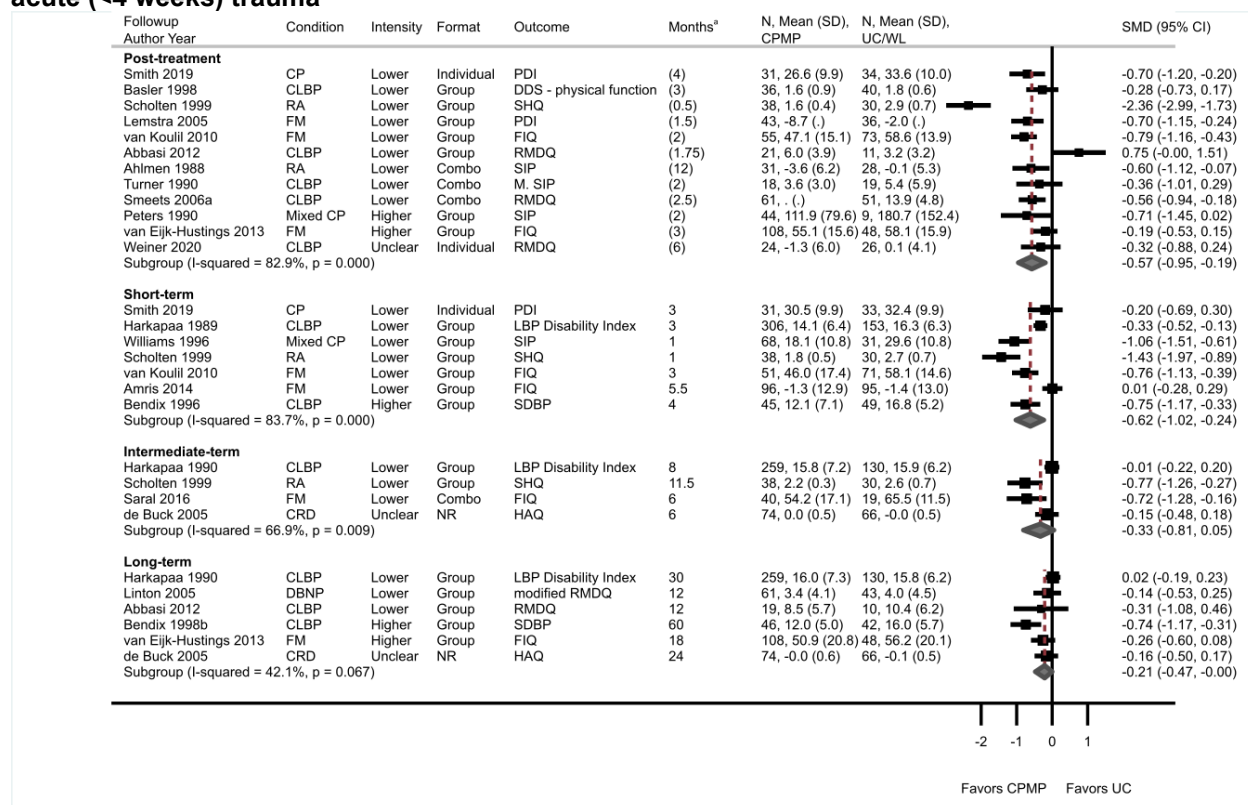 acute (<4 weeks) trauma
Followup Author Year Condition Intensity Format Outcome Months^a N, Mean (SD), CPMP N, Mean (SD), UC/WL SMD (95% CI)
Post-treatment
Smith 2019 CP Lower Individual PDI (4) 31, 26.6 (9.9) 34, 33.6 (10.0) -0.70 (-1.20, -0.20)
Basler 1998 CLBP Lower Group DDS - physical function (3) 36, 1.6 (0.9) 40, 1.8 (0.6) -0.28 (-0.73, 0.17)
Scholten 1999 RA Lower Group SHQ (0.5) 38, 1.6 (0.4) 30, 2.9 (0.7) -2.36 (-2.99, -1.73)
Lemstra 2005 FM Lower Group PDI (1.5) 43, -8.7 (.) 36, -2.0 (.) -0.70 (-1.15, -0.24)
van Koulil 2010 FM Lower Group FIQ (2) 55, 47.1 (15.1) 73, 58.6 (13.9) -0.79 (-1.16, -0.43)
Abbasi 2012 CLBP Lower Group RMDQ (1.75) 21, 6.0 (3.9) 11, 3.2 (3.2) 0.75 (-0.00, 1.51)
Ahlmen 1988 RA Lower Combo SIP (12) 31, -3.6 (6.2) 28, -0.1 (5.3) -0.60 (-1.12, -0.07)
Turner 1990 CLBP Lower Combo M. SIP (2) 18, 3.6 (3.0) 19, 5.4 (5.9) -0.36 (-1.01, 0.29)
Smeets 2006a CLBP Lower Combo RMDQ (2.5) 61, . (.) 51, 13.9 (4.8) -0.56 (-0.94, -0.18)
Peters 1990 Mixed CP Higher Group SIP (2) 44, 111.9 (79.6) 9, 180.7 (152.4) -0.71 (-1.45, 0.02)
van Eijk-Hustings 2013 FM Higher Group FIQ (3) 108, 55.1 (15.6) 48, 58.1 (15.9) -0.19 (-0.53, 0.15)
Weiner 2020 CLBP Unclear Individual RMDQ (6) 24, -1.3 (6.0) 26, 0.1 (4.1) -0.32 (-0.88, 0.24)
Subgroup (I-squared = 82.9%, p = 0.000) -0.57 (-0.95, -0.19)
Short-term
Smith 2019 CP Lower Individual PDI 3 31, 30.5 (9.9) 33, 32.4 (9.9) -0.20 (-0.69, 0.30)
Harkapaa 1989 CLBP Lower Group LBP Disability Index 3 306, 14.1 (6.4) 153, 16.3 (6.3) -0.33 (-0.52, -0.13)
Williams 1996 Mixed CP Lower Group SIP 1 68, 18.1 (10.8) 31, 29.6 (10.8) -1.06 (-1.51, -0.61)
Scholten 1999 RA Lower Group SHQ 1 38, 1.8 (0.5) 30, 2.7 (0.7) -1.43 (-1.97, -0.89)
van Koulil 2010 FM Lower Group FIQ 3 51, 46.0 (17.4) 71, 58.1 (14.6) -0.76 (-1.13, -0.39)
Amris 2014 FM Lower Group FIQ 5.5 96, -1.3 (12.9) 95, -1.4 (13.0) 0.01 (-0.28, 0.29)
Bendix 1996 CLBP Higher Group SDBP 4 45, 12.1 (7.1) 49, 16.8 (5.2) -0.75 (-1.17, -0.33)
Subgroup (I-squared = 83.7%, p = 0.000) -0.62 (-1.02, -0.24)
Intermediate-term
Harkapaa 1990 CLBP Lower Group LBP Disability Index 8 259, 15.8 (7.2) 130, 15.9 (6.2) -0.01 (-0.22, 0.20)
Scholten 1999 RA Lower Group SHQ 11.5 38, 2.2 (0.3) 30, 2.6 (0.7) -0.77 (-1.26, -0.27)
Saral 2016 FM Lower Combo FIQ 6 40, 54.2 (17.1) 19, 65.5 (11.5) -0.72 (-1.28, -0.16)
de Buck 2005 CRD Unclear NR HAQ 6 74, 0.0 (0.5) 66, -0.0 (0.5) -0.15 (-0.48, 0.18)
Subgroup (I-squared = 66.9%, p = 0.009) -0.33 (-0.81, 0.05)
Long-term
Harkapaa 1990 CLBP Lower Group LBP Disability Index 30 259, 16.0 (7.3) 130, 15.8 (6.2) 0.02 (-0.19, 0.23)
Linton 2005 DBNP Lower Group modified RMDQ 12 61, 3.4 (4.1) 43, 4.0 (4.5) -0.14 (-0.53, 0.25)
Abbasi 2012 CLBP Lower Group RMDQ 12 19, 8.5 (5.7) 10, 10.4 (6.2) -0.31 (-1.08, 0.46)
Bendix 1998b CLBP Higher Group SDBP 60 46, 12.0 (5.0) 42, 16.0 (5.7) -0.74 (-1.17, -0.31)
van Eijk-Hustings 2013 FM Higher Group FIQ 18 108, 50.9 (20.8) 48, 56.2 (20.1) -0.26 (-0.60, 0.08)
de Buck 2005 CRD Unclear NR HAQ 24 74, -0.0 (0.6) 66, -0.1 (0.5) -0.16 (-0.50, 0.17)
Subgroup (I-squared = 42.1%, p = 0.067) -0.21 (-0.47, -0.00)
-2 -1 0 1
Favors CPMP Favors UC